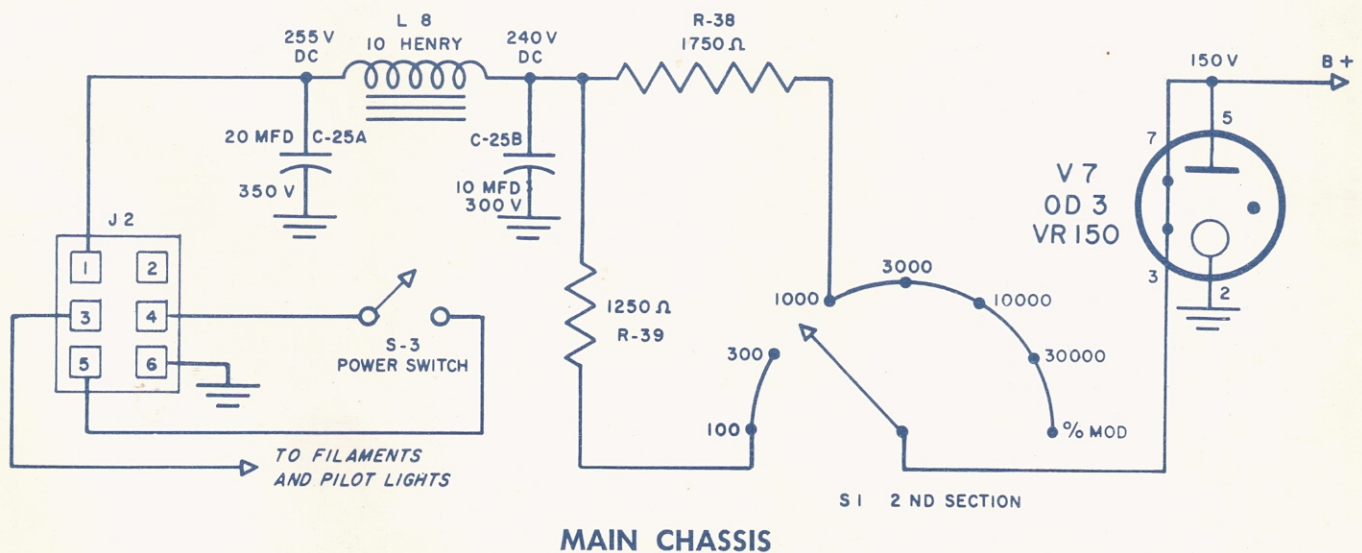 L 8
10 HENRY
255 V
DC
240 V
DC
R-38
1750 Ω
150 V
B +
20 MFD
C-25A
350 V
C-25B
10 MFD
300 V
5
7
V 7
OD 3
VR 150
3
2
J 2
1
2
3
4
5
6
S-3
POWER SWITCH
1250 Ω
R-39
100
300
1000
3000
10000
30000
% MOD
TO FILAMENTS
AND PILOT LIGHTS
S 1 2 ND SECTION
MAIN CHASSIS